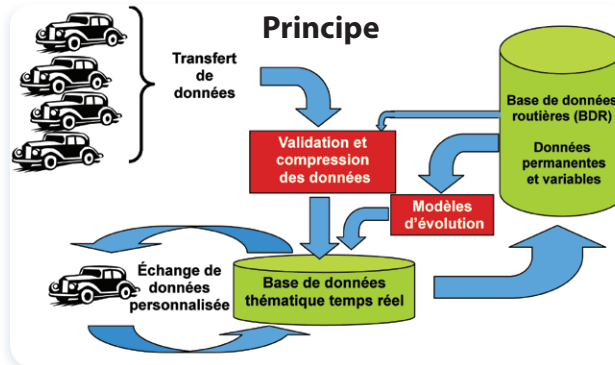 Principe
Transfert
de
données
Base de données
routières (BDR)
Données
permanentes
et variables
Validation et
compression
des données
Modèles
d'évolution
Échange de
données
personnalisée
Base de données
thématique temps réel